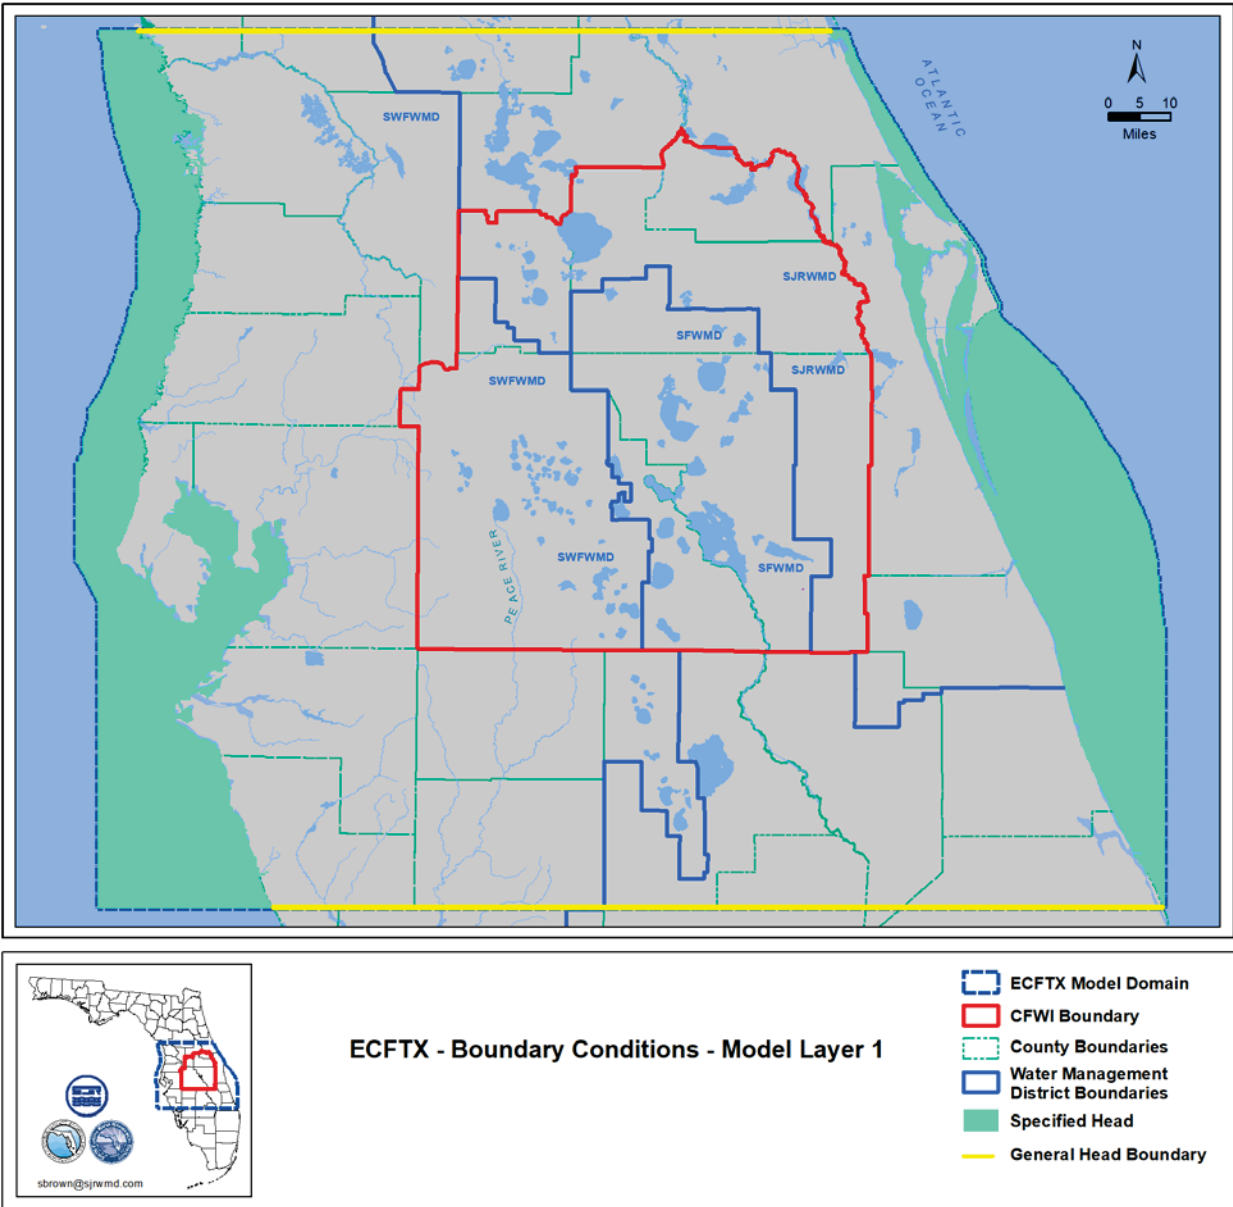 N
ATLANTIC
OCEAN
0 5 10
Miles
SWFWMD
SJRWMD
SFWMD
SJRWMD
SWFWMD
PEACE RIVER
SWFWMD
SFWMD
ECFTX - Boundary Conditions - Model Layer 1
ECFTX Model Domain
CFWI Boundary
County Boundaries
Water Management
District Boundaries
Specified Head
General Head Boundary
sbrown@sjrwmd.com